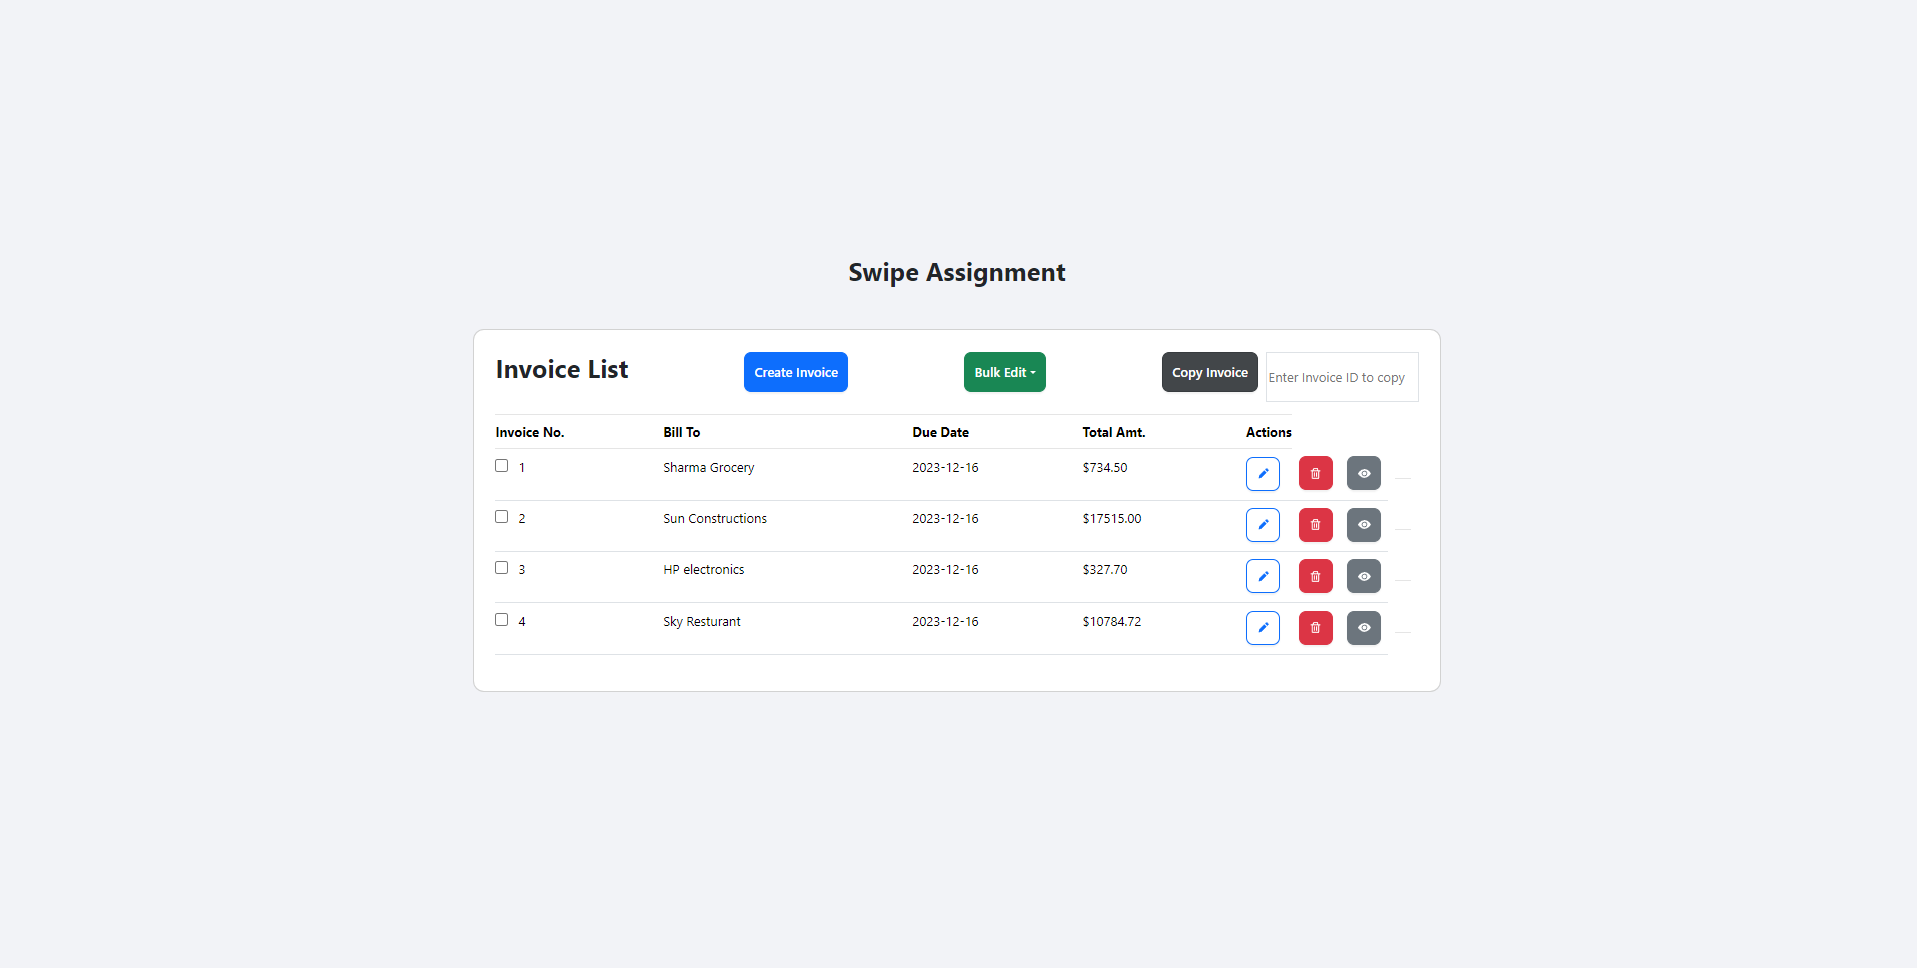 Swipe Assignment
Invoice List Create Invoice Bulk Edit Copy Invoice Enter Invoice ID to copy
Invoice No. Bill To Due Date Total Amt. Actions
1 Sharma Grocery 2023-12-16 $734.50
2 Sun Constructions 2023-12-16 $17515.00
3 HP electronics 2023-12-16 $327.70
4 Sky Resturant 2023-12-16 $10784.72